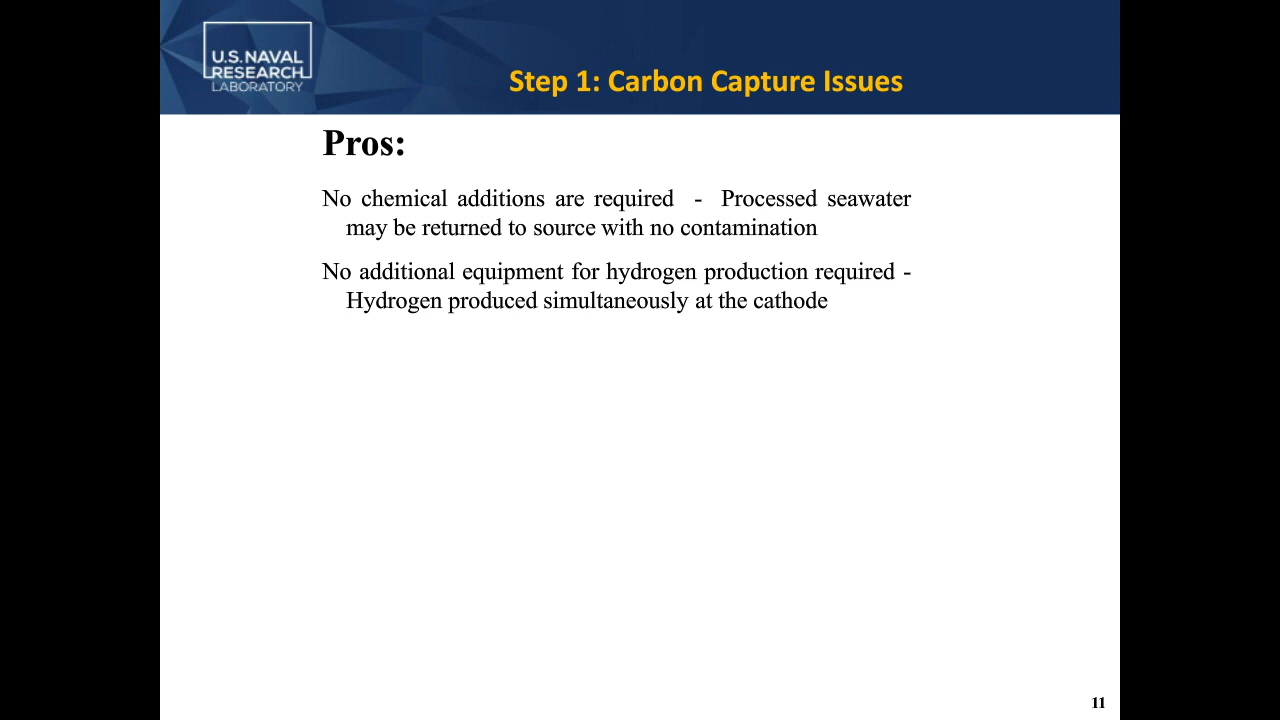 U.S. NAVAL
RESEARCH
LABORATORY
Step 1: Carbon Capture Issues
Pros:
No chemical additions are required - Processed seawater
may be returned to source with no contamination
No additional equipment for hydrogen production required -
Hydrogen produced simultaneously at the cathode
11